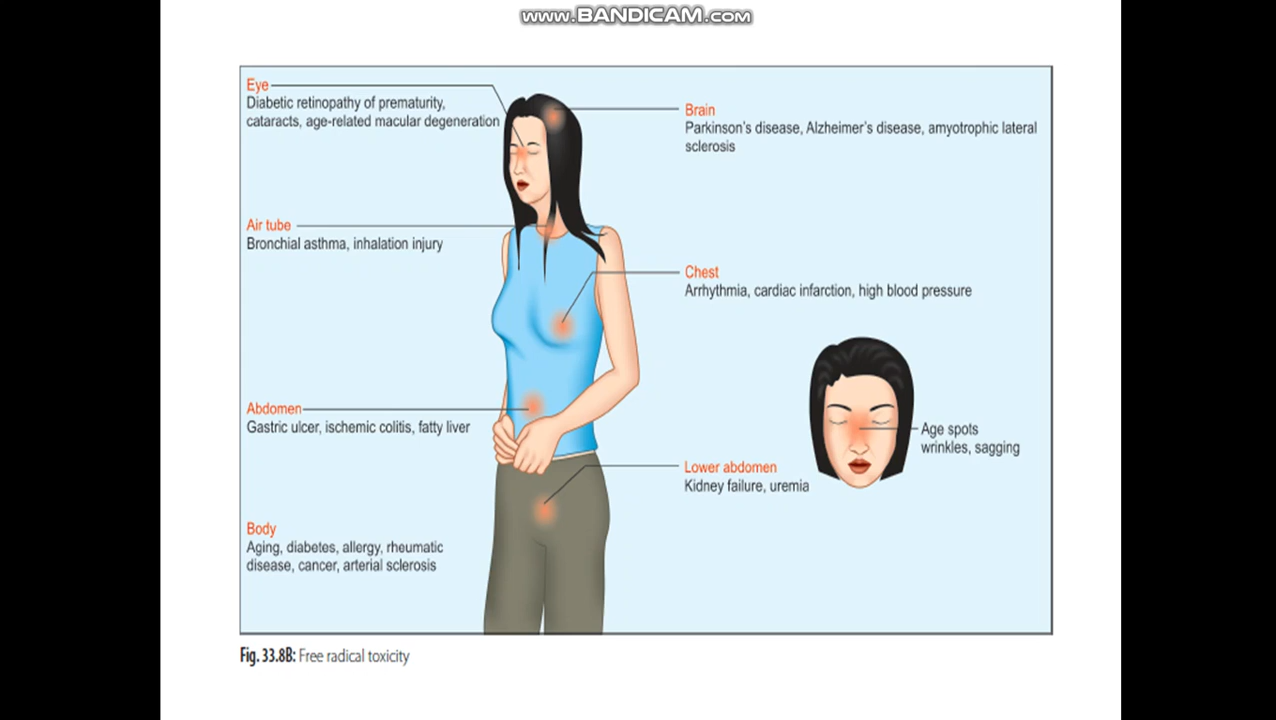 www.BANDICAM.com
Eye
Diabetic retinopathy of prematurity,
cataracts, age-related macular degeneration
Brain
Parkinson's disease, Alzheimer's disease, amyotrophic lateral
sclerosis
Air tube
Bronchial asthma, inhalation injury
Chest
Arrhythmia, cardiac infarction, high blood pressure
Abdomen
Gastric ulcer, ischemic colitis, fatty liver
Age spots
wrinkles, sagging
Lower abdomen
Kidney failure, uremia
Body
Aging, diabetes, allergy, rheumatic
disease, cancer, arterial sclerosis
Fig. 33.8B: Free radical toxicity